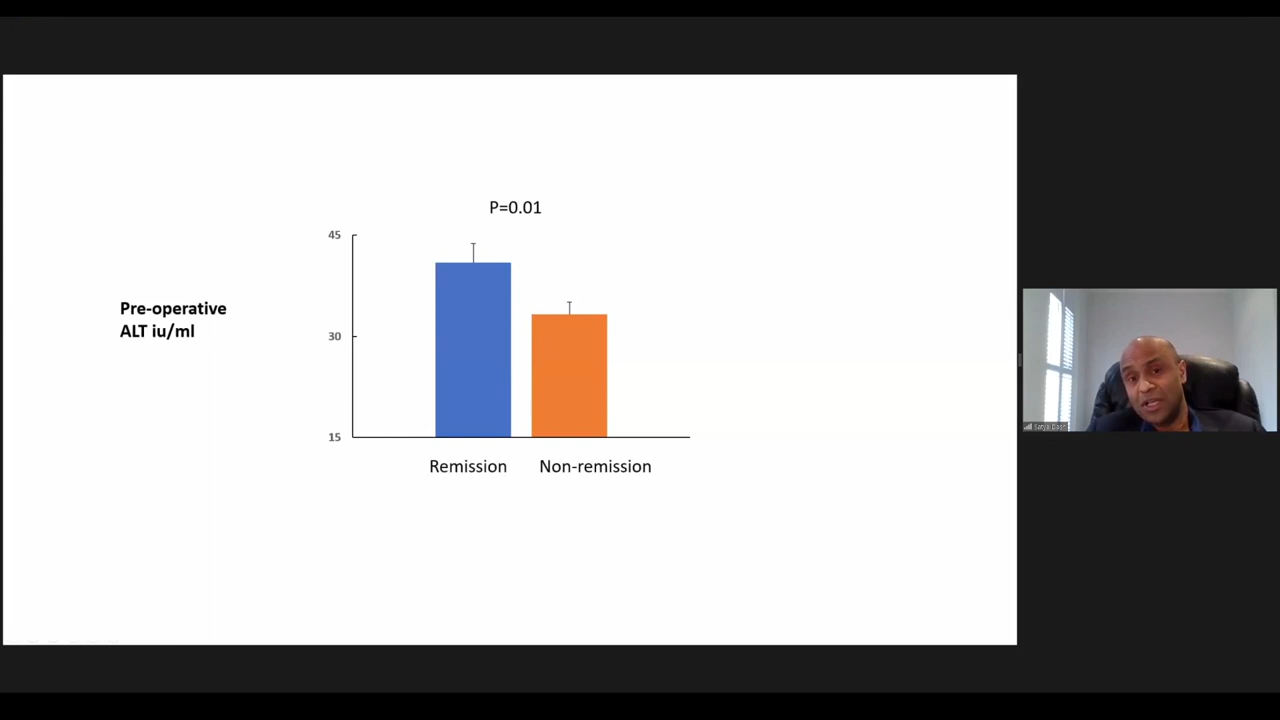 P=0.01
45
Pre-operative
ALT iu/ml
30
15
Remission Non-remission